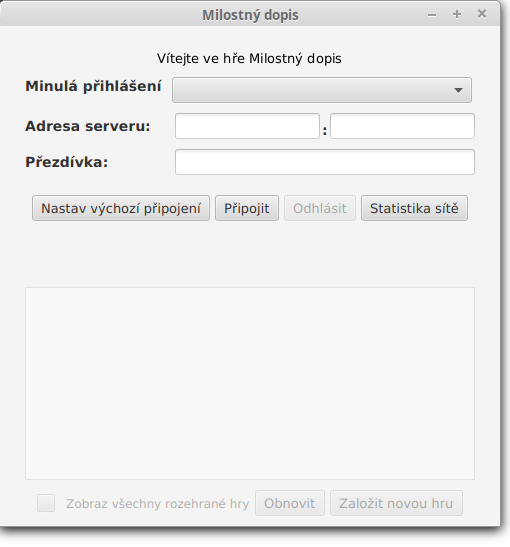 Milostný dopis
Vítejte ve hře Milostný dopis
Minulá přihlášení
Adresa serveru: :
Přezdívka:
Nastav výchozí připojení Připojit Odhlásit Statistika sítě
Zobraz všechny rozehrané hry Obnovit Založit novou hru